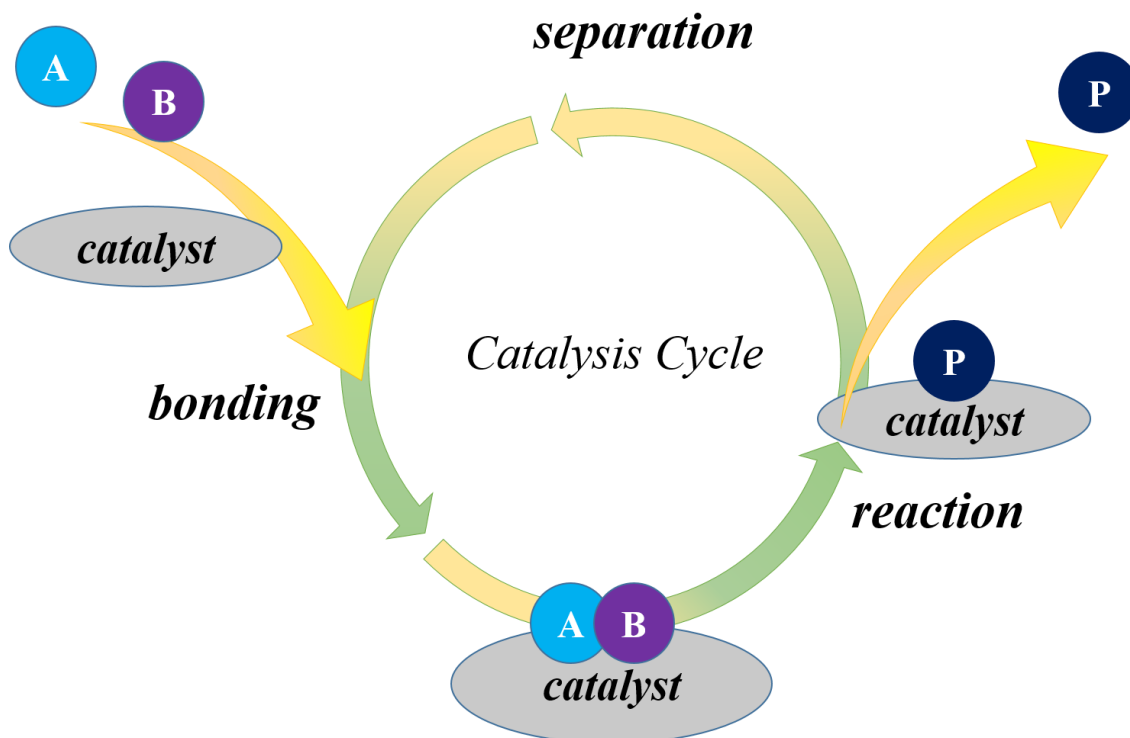 separation
A
B
P
catalyst
Catalysis Cycle
P
bonding
catalyst
reaction
A
B
catalyst